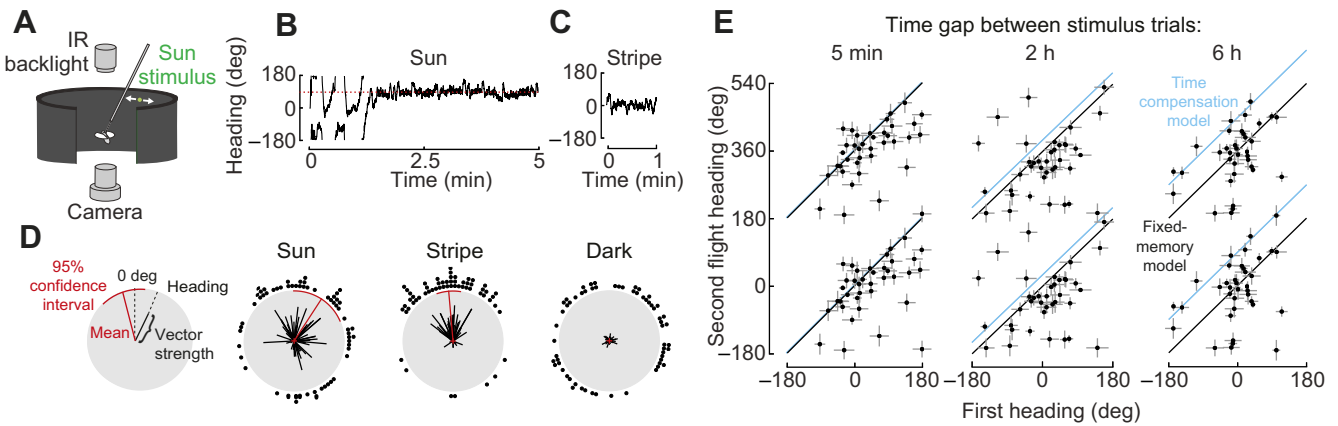 A
IR
backlight
Sun
stimulus
Camera
B
Sun
Heading (deg)
180
0
–180
0
2.5
5
Time (min)
C
Stripe
180
0
–180
0
1
Time (min)
D
95%
confidence
interval
0 deg
Heading
Mean
Vector
strength
Sun
Stripe
Dark
E
Time gap between stimulus trials:
5 min
2 h
6 h
Second flight heading (deg)
540
360
180
0
–180
Time
compensation
model
Fixed-
memory
model
–180
0
180
–180
0
180
–180
0
180
First heading (deg)